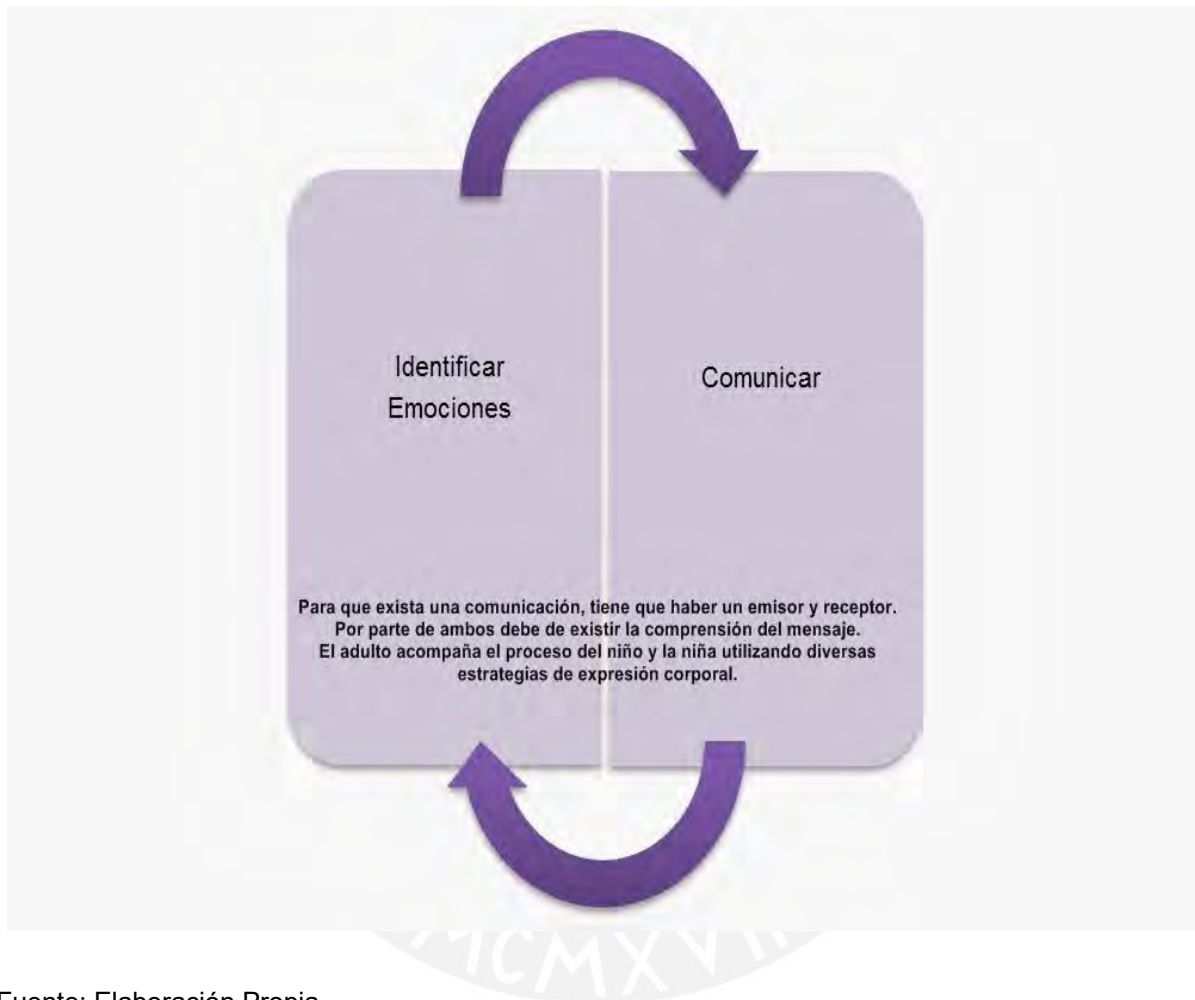 Identificar
Emociones
Comunicar
Para que exista una comunicación, tiene que haber un emisor y receptor.
Por parte de ambos debe de existir la comprensión del mensaje.
El adulto acompaña el proceso del niño y la niña utilizando diversas
estrategias de expresión corporal.
MCMXVII
Fuente: Elaboración Propia